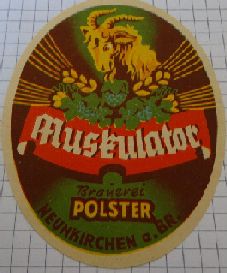 Muskulator
Brauerei
POLSTER
NEUNKIRCHEN a. BR.